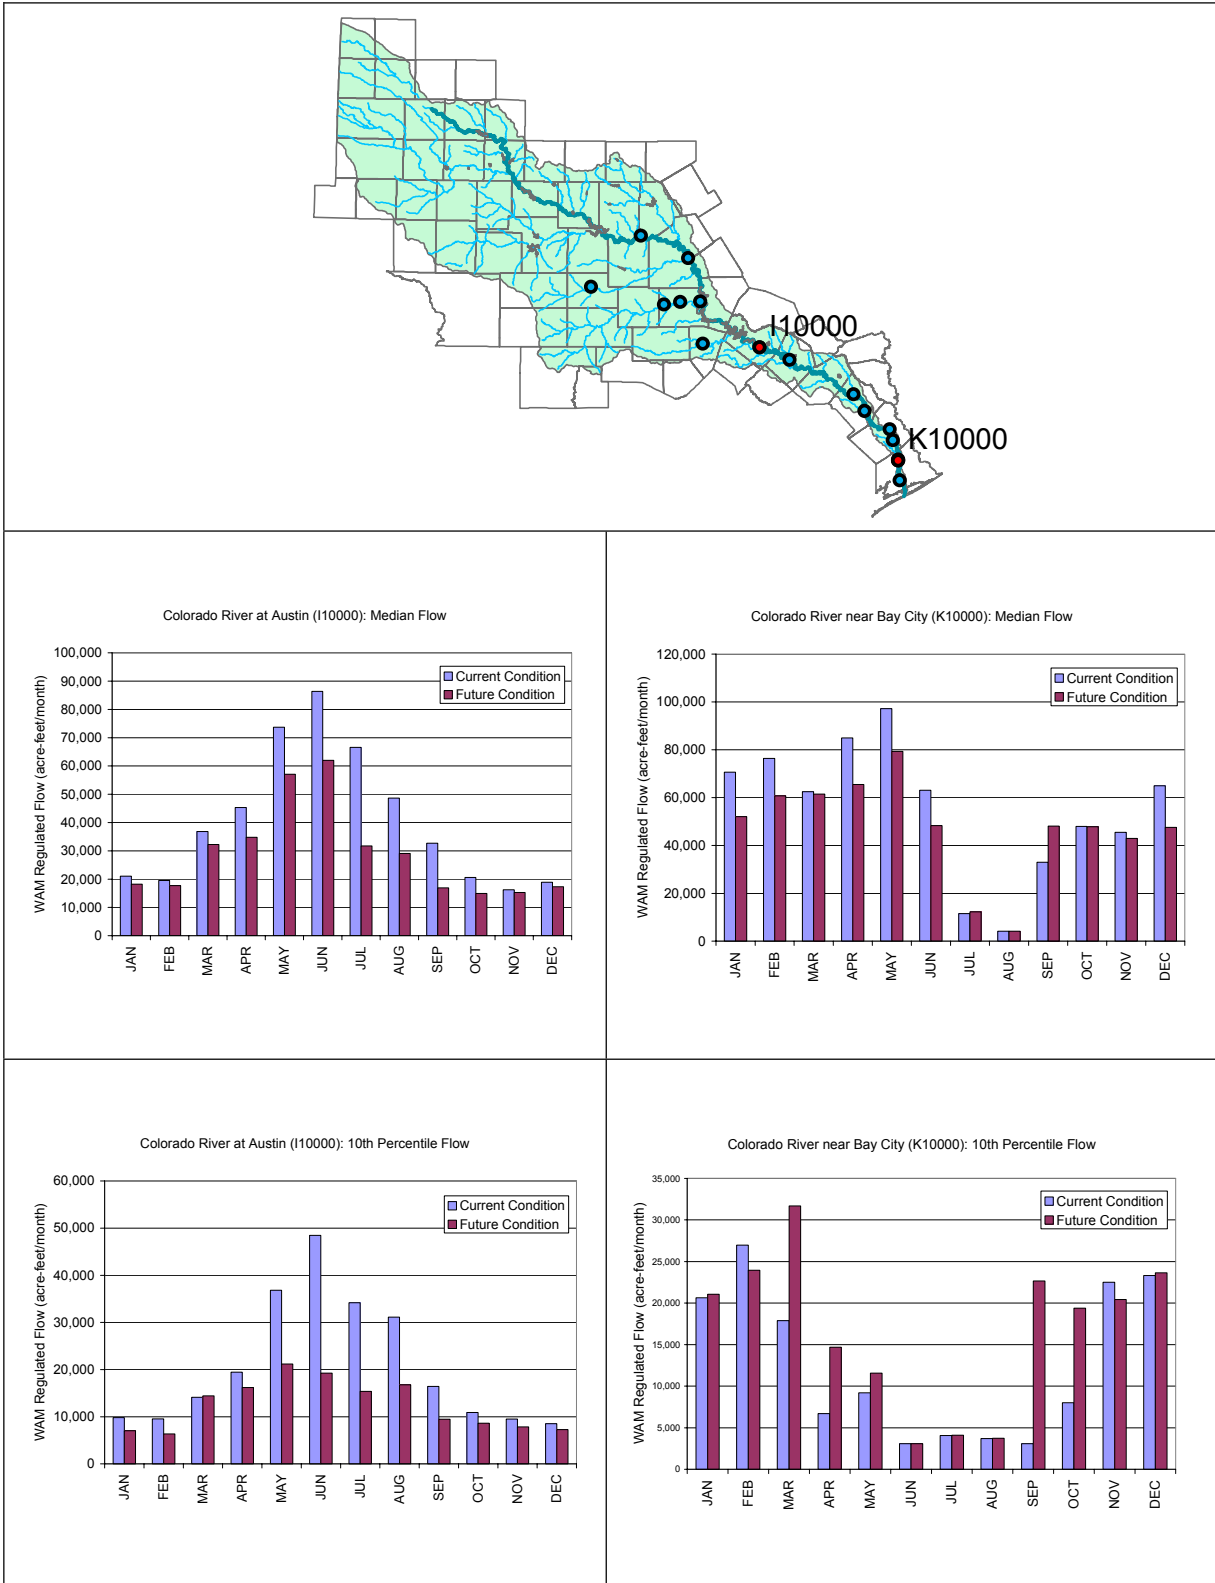 I10000
K10000
Colorado River at Austin (I10000): Median Flow
WAM Regulated Flow (acre-feet/month)
100,000
90,000
80,000
70,000
60,000
50,000
40,000
30,000
20,000
10,000
0
Current Condition
Future Condition
JAN FEB MAR APR MAY JUN JUL AUG SEP OCT NOV DEC
Colorado River near Bay City (K10000): Median Flow
WAM Regulated Flow (acre-feet/month)
120,000
100,000
80,000
60,000
40,000
20,000
0
Current Condition
Future Condition
JAN FEB MAR APR MAY JUN JUL AUG SEP OCT NOV DEC
Colorado River at Austin (I10000): 10th Percentile Flow
WAM Regulated Flow (acre-feet/month)
60,000
50,000
40,000
30,000
20,000
10,000
0
Current Condition
Future Condition
JAN FEB MAR APR MAY JUN JUL AUG SEP OCT NOV DEC
Colorado River near Bay City (K10000): 10th Percentile Flow
WAM Regulated Flow (acre-feet/month)
35,000
30,000
25,000
20,000
15,000
10,000
5,000
0
Current Condition
Future Condition
JAN FEB MAR APR MAY JUN JUL AUG SEP OCT NOV DEC